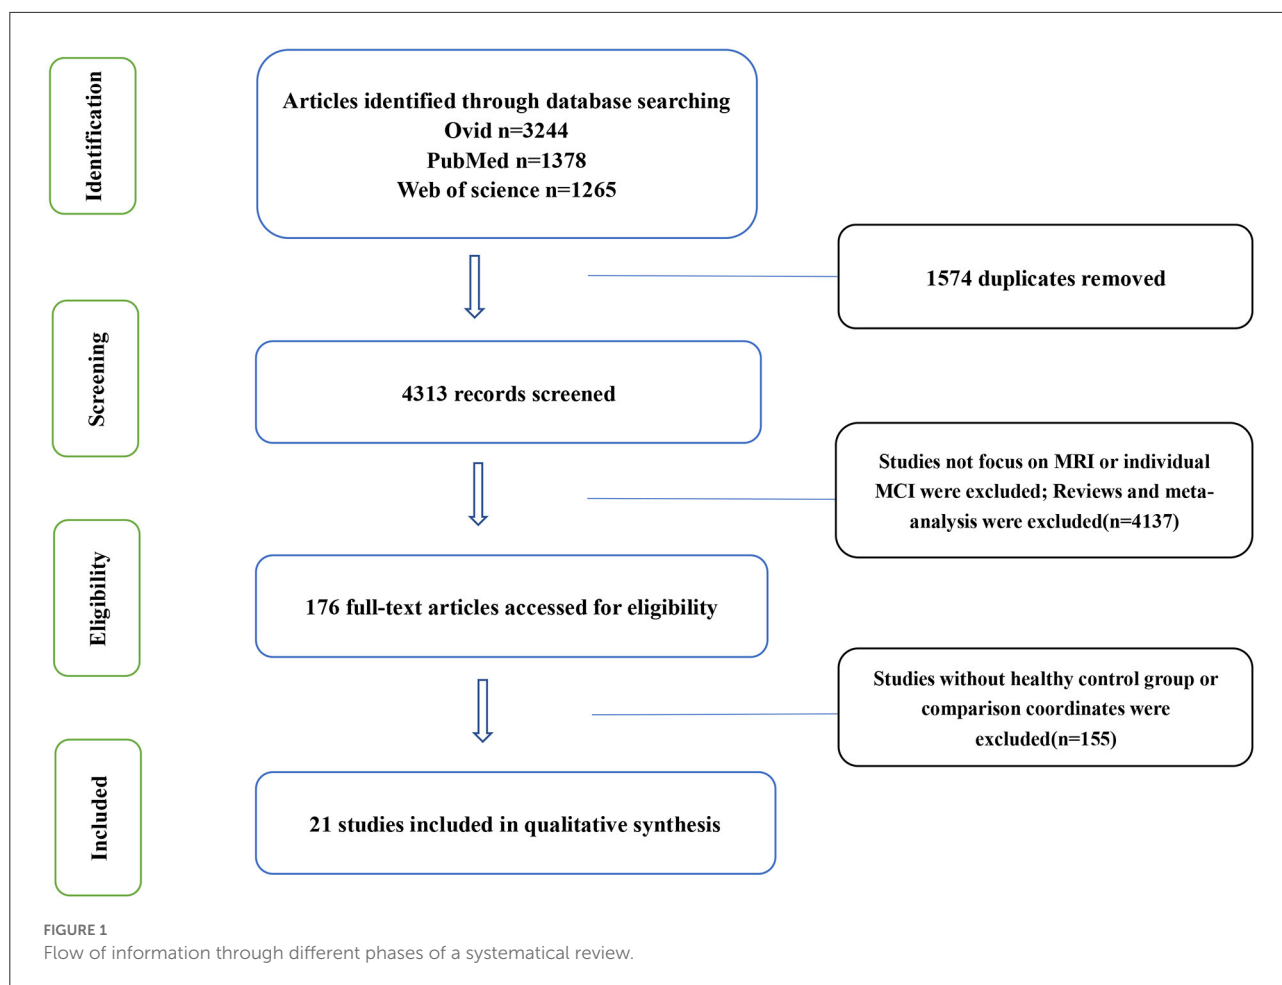 Identification
Articles identified through database searching
Ovid n=3244
PubMed n=1378
Web of science n=1265
1574 duplicates removed
Screening
4313 records screened
Studies not focus on MRI or individual
MCI were excluded; Reviews and meta-
analysis were excluded(n=4137)
Eligibility
176 full-text articles accessed for eligibility
Studies without healthy control group or
comparison coordinates were
excluded(n=155)
Included
21 studies included in qualitative synthesis
FIGURE 1
Flow of information through different phases of a systematical review.